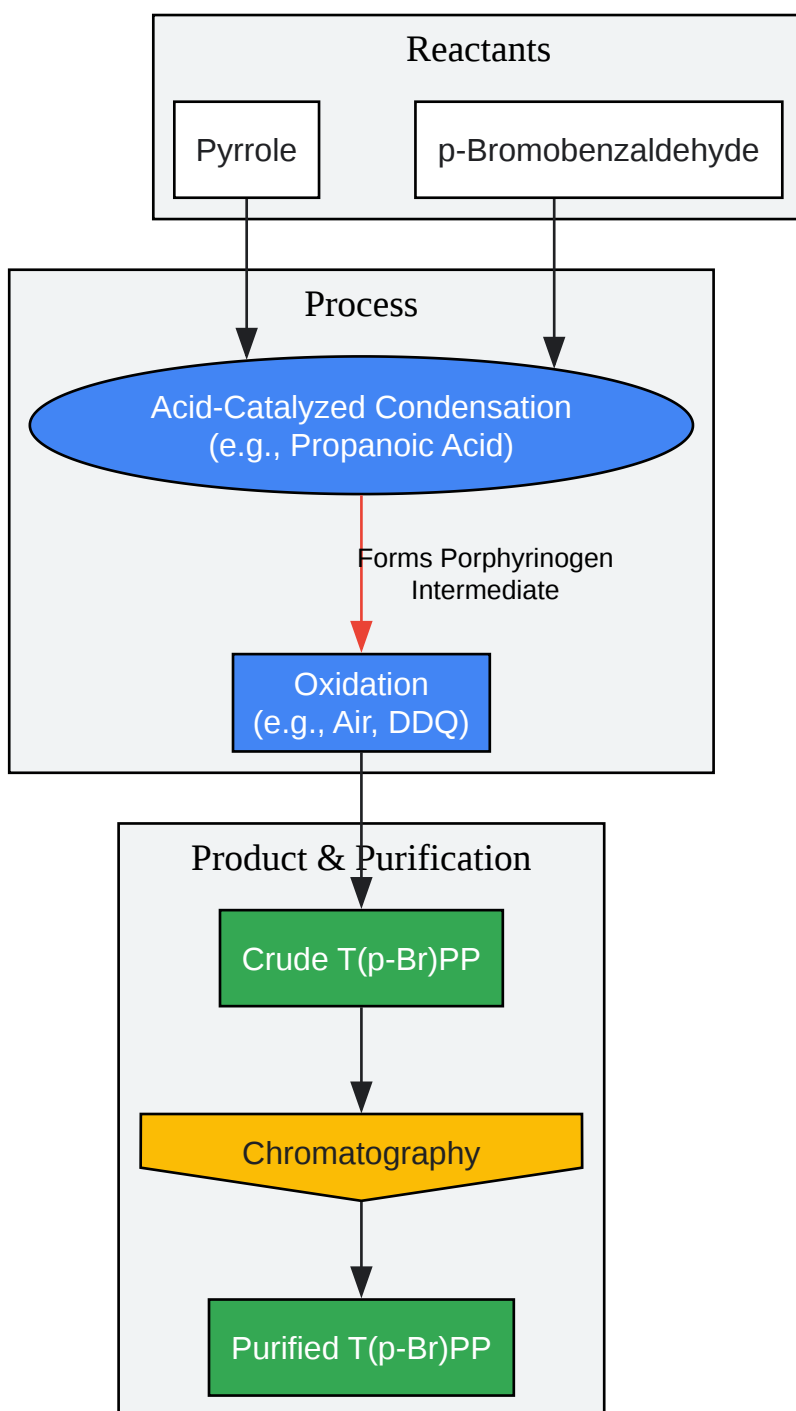 Reactants
Pyrrole
p-Bromobenzaldehyde
Process
Acid-Catalyzed Condensation
(e.g., Propanoic Acid)
Forms Porphyrinogen
Intermediate
Oxidation
(e.g., Air, DDQ)
Product & Purification
Crude T(p-Br)PP
Chromatography
Purified T(p-Br)PP